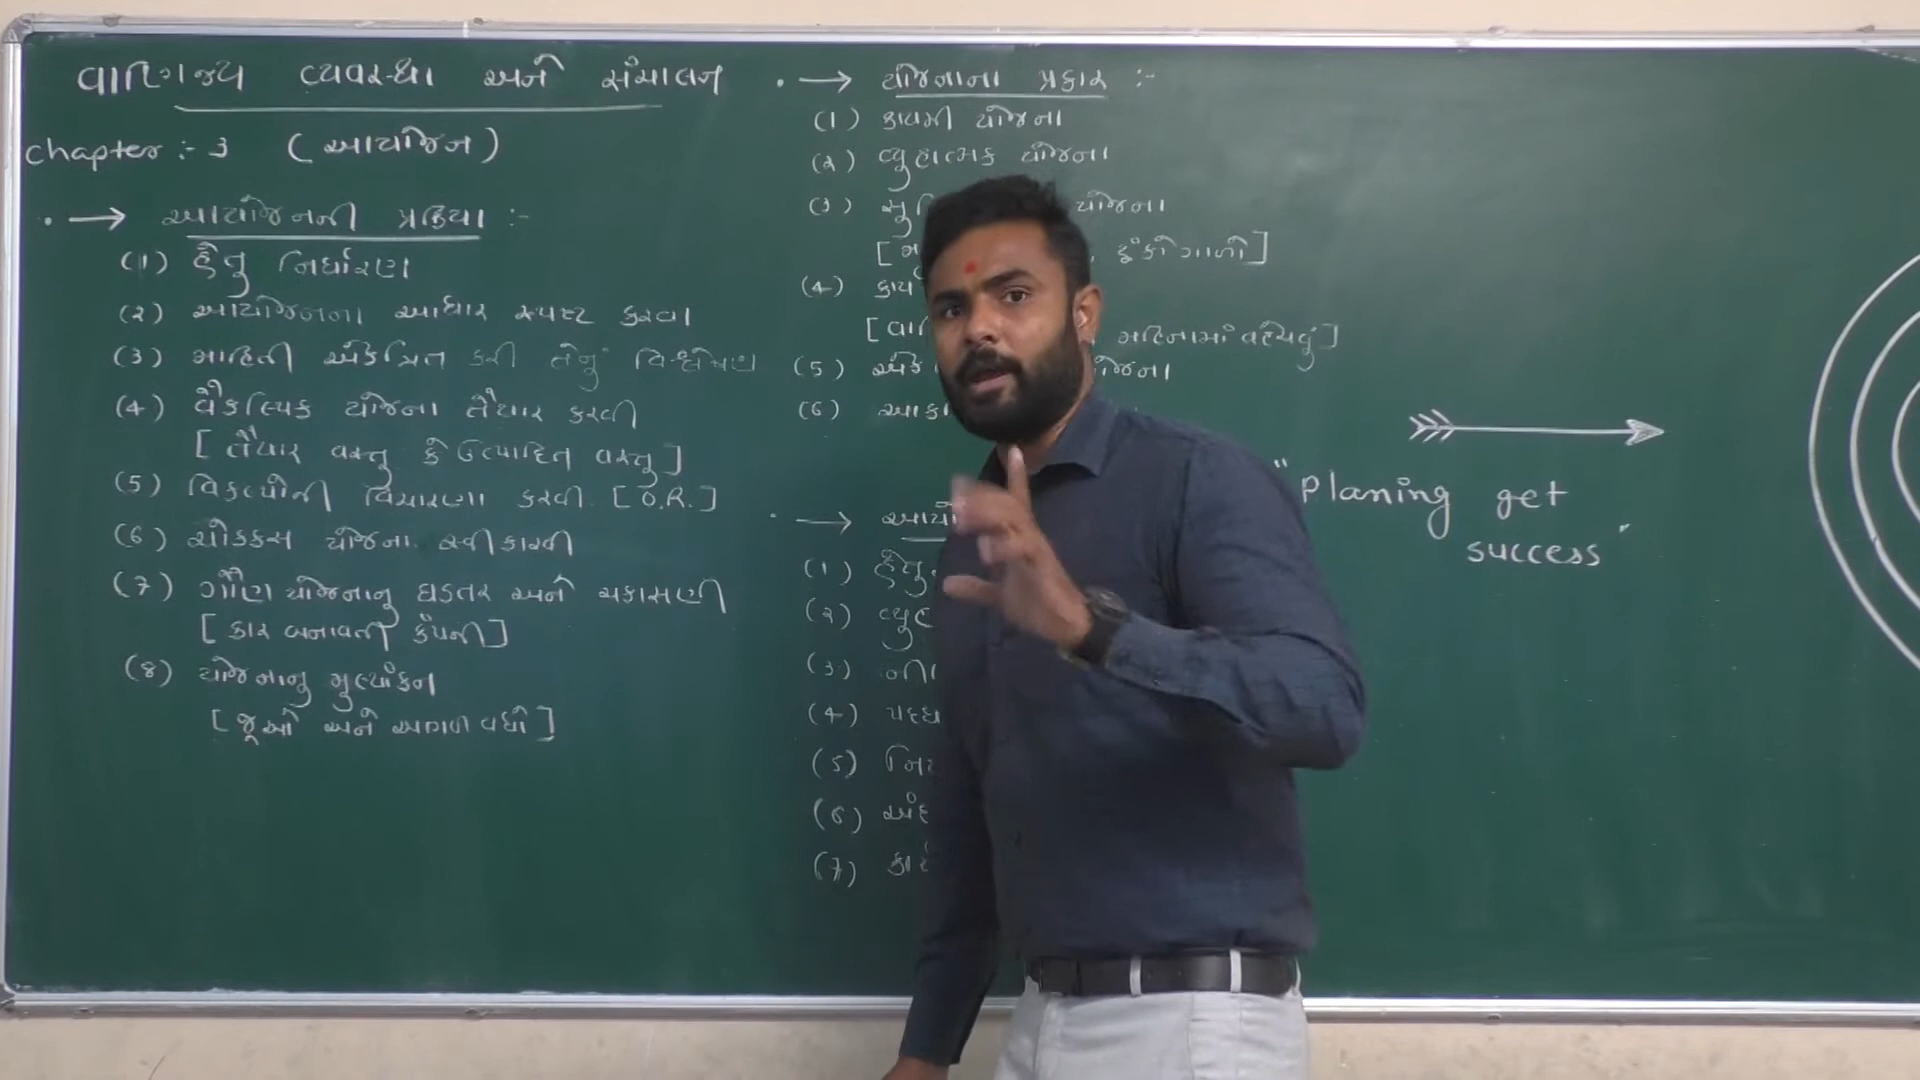 વાણિજ્ય વ્યવસ્થા અને સંચાલન
Chapter :- 3 (આયોજન)
• → આયોજનની પ્રક્રિયા :-
(1) હેતુ નિર્ધારણ
(૨) આયોજનના આધાર સ્પષ્ટ કરવા
(3) માહિતી એકત્રિત કરી તેનું વિશ્લેષણ
(4) વૈકલ્પિક યોજના તૈયાર કરવી
[તૈયાર વસ્તુ કે ઉત્પાદિત વસ્તુ]
(5) વિકલ્પોની વિચારણા કરવી. [O.R.]
(6) ચોક્કસ યોજના સ્વીકારવી
(7) ગૌણ યોજનાનુ ઘડતર અને ચકાસણી
[કાર બનાવતી કંપની]
(8) યોજનાનુ મુલ્યાંકન
[જૂઓ અને આગળ વધો]
• → યોજનાના પ્રકાર :-
(1) કાયમી યોજના
(૨) વ્યુહાત્મક યોજના
(3) યોજના
ટૂંકો ગાળો]
(4)
મહિનામાં વહેંચેવું]
(5)
(6)
• →
(1) હેતુ
(૨)
(3)
(4)
(5)
(6)
(7)
"Planing get
success"